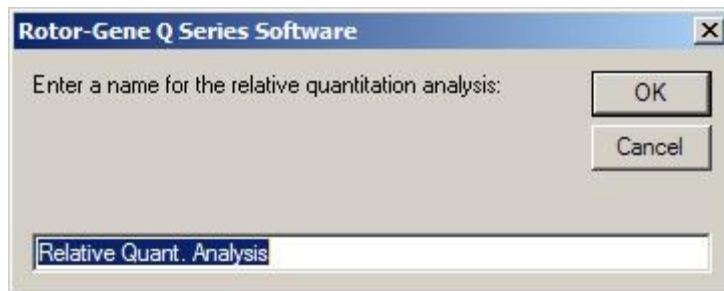 Rotor-Gene Q Series Software
Enter a name for the relative quantitation analysis:
OK
Cancel
Relative Quant. Analysis